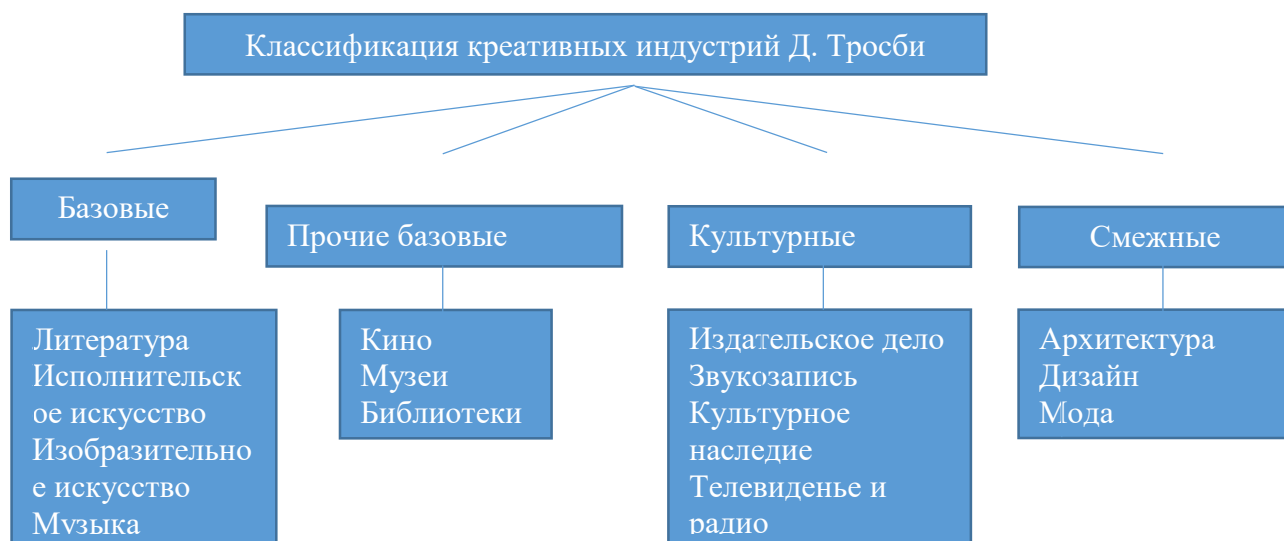 Классификация креативных индустрий Д. Тросби
Базовые
Прочие базовые
Культурные
Смежные
Литература
Исполнительск
ое искусство
Изобразительно
е искусство
Музыка
Кино
Музеи
Библиотеки
Издательское дело
Звукозапись
Культурное
наследие
Телевиденье и
радио
Архитектура
Дизайн
Мода